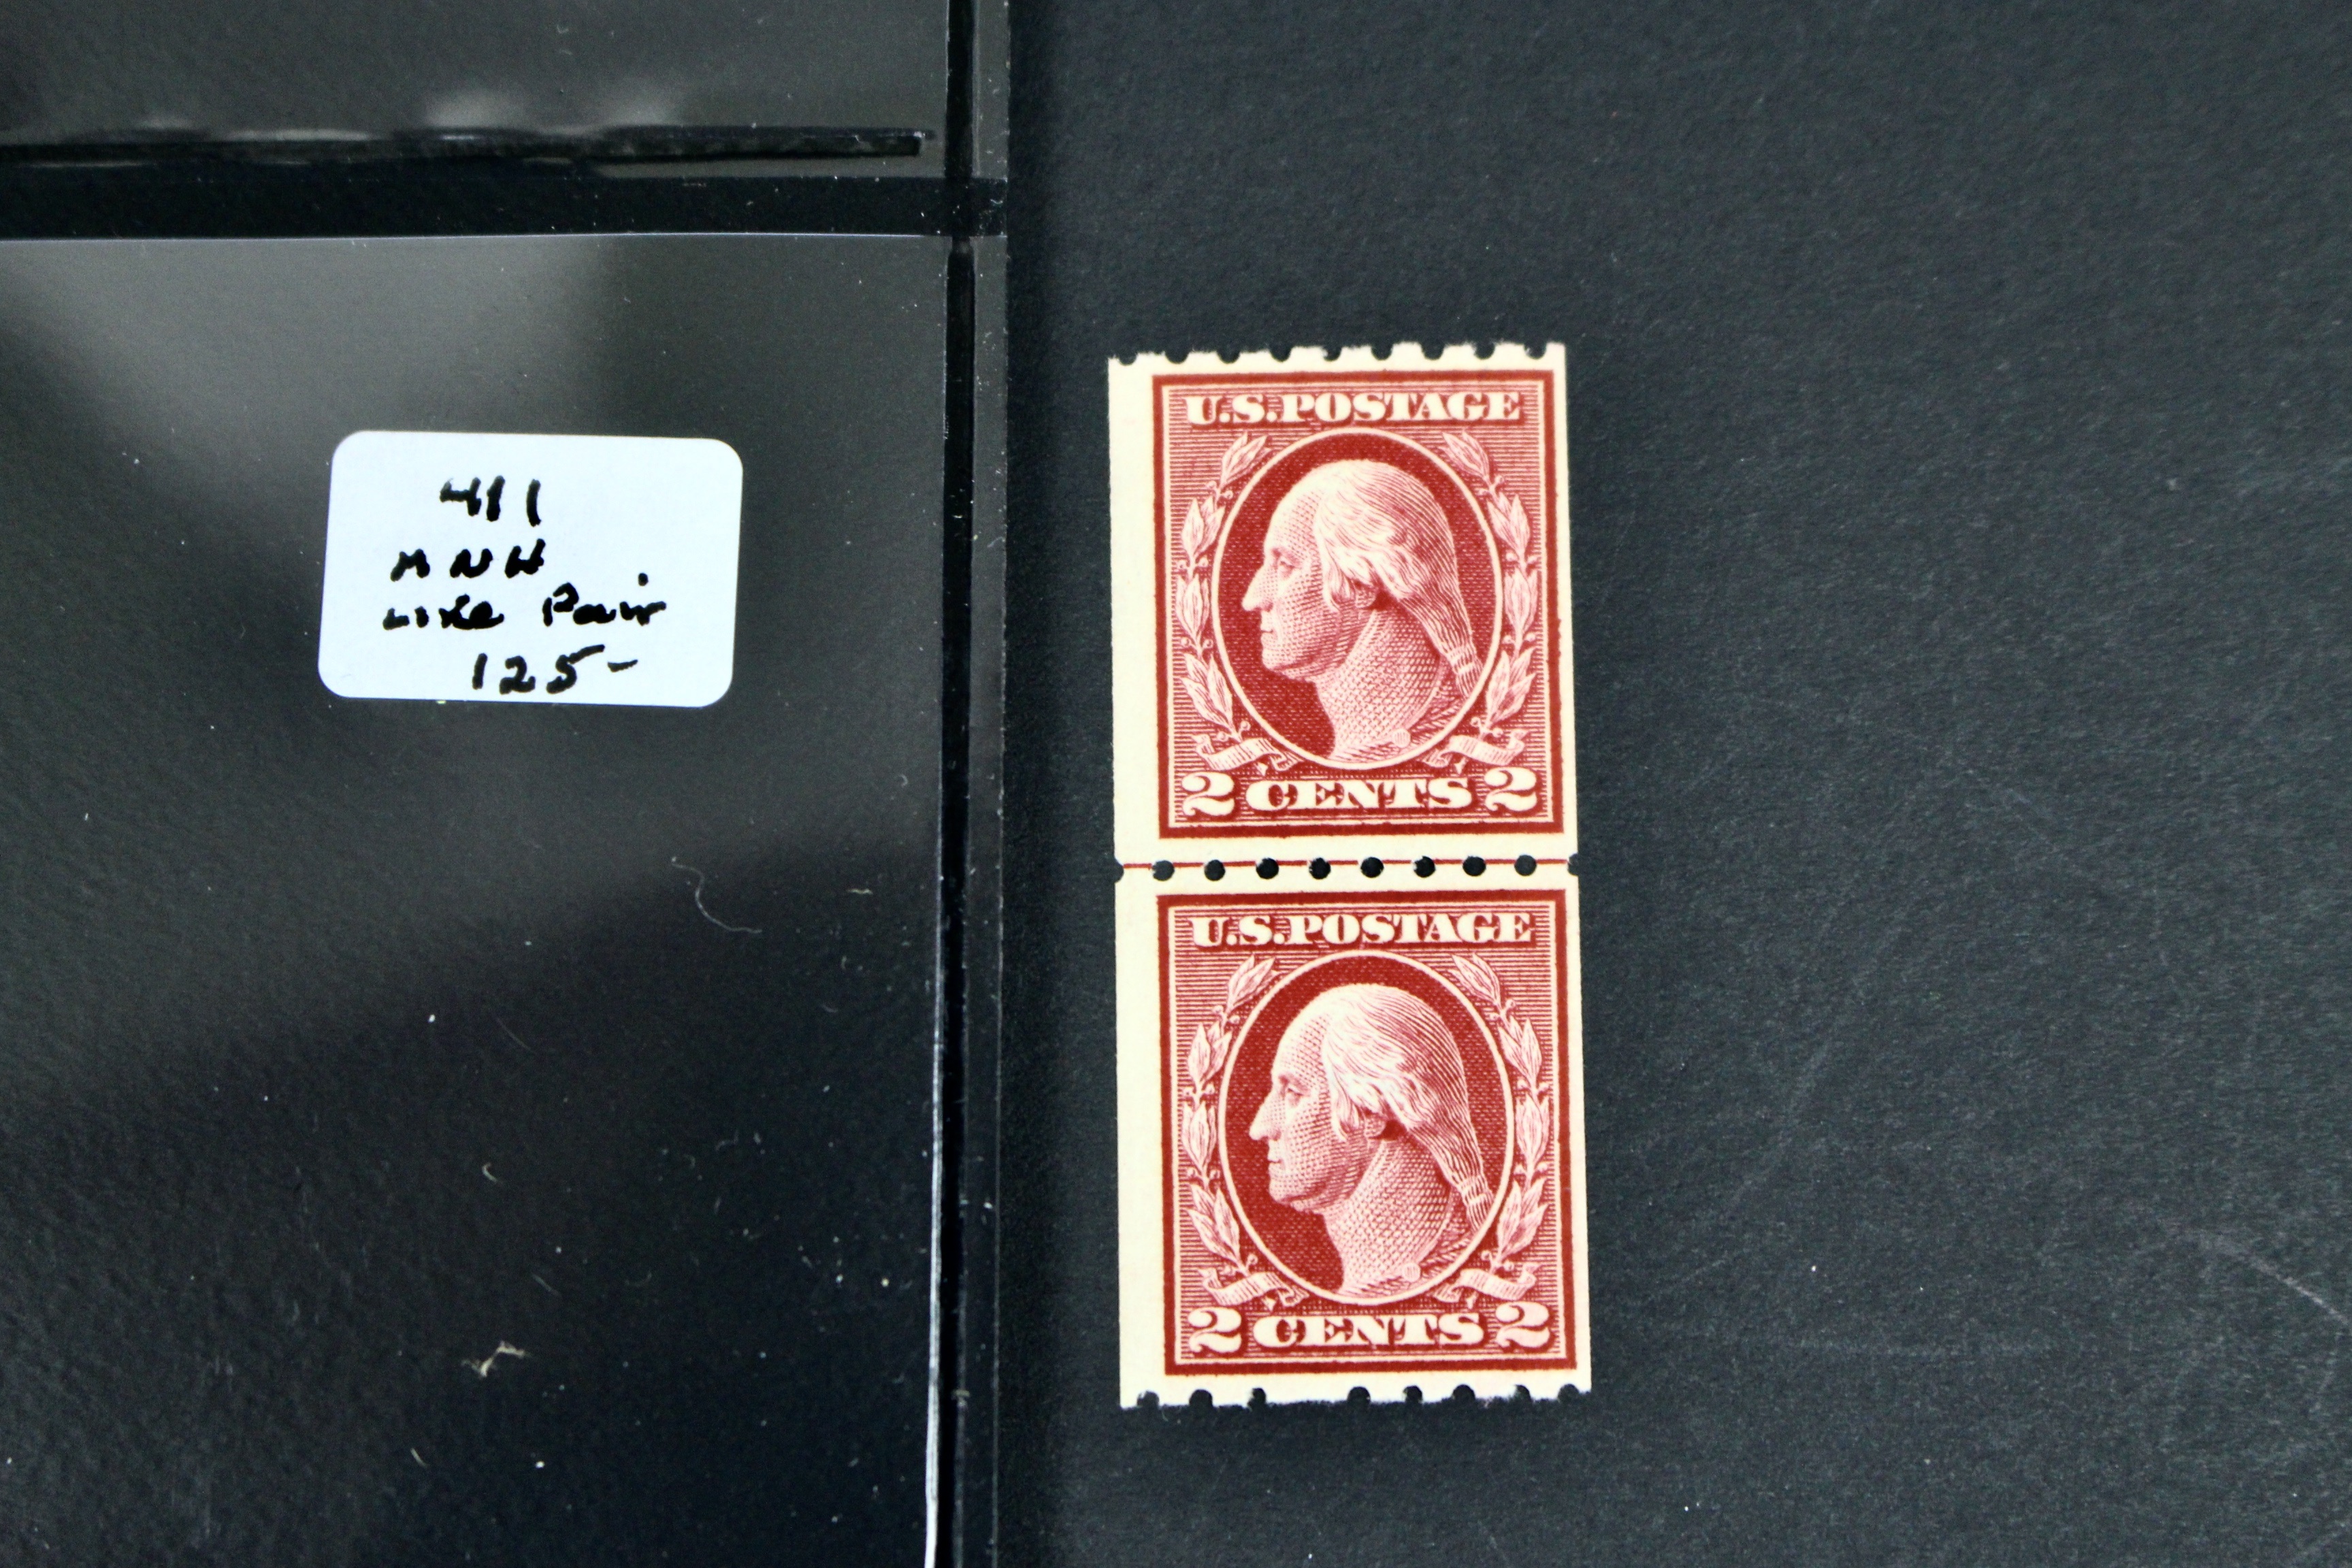 411
MNH
Line Pair
125-
U.S.POSTAGE
2 CENTS 2
U.S.POSTAGE
2 CENTS 2